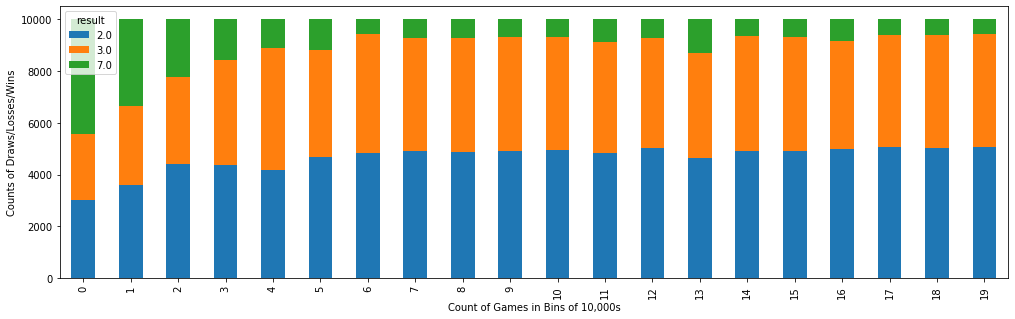 result
2.0
3.0
7.0
10000
8000
6000
4000
2000
0
Counts of Draws/Losses/Wins
0 1 2 3 4 5 6 7 8 9 10 11 12 13 14 15 16 17 18 19
Count of Games in Bins of 10,000s